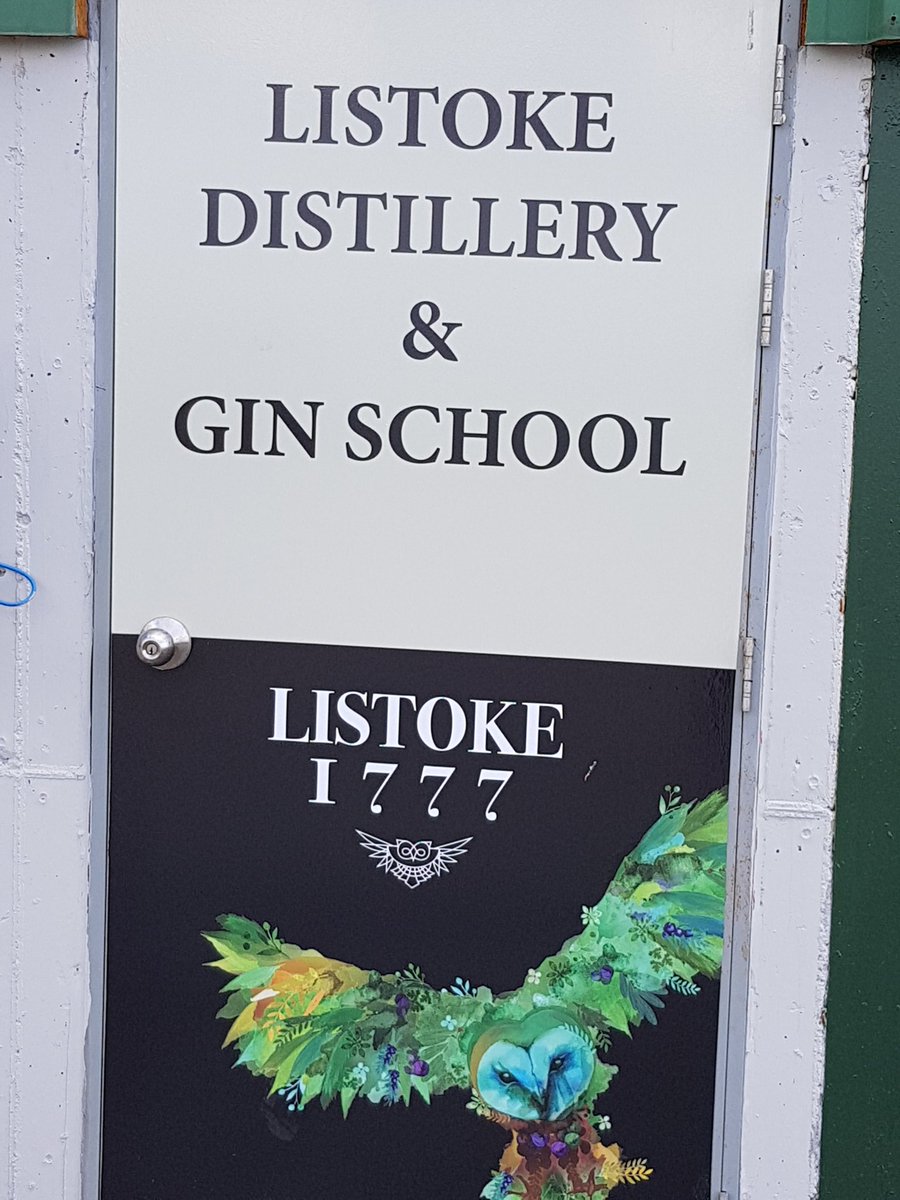 LISTOKE
DISTILLERY
&
GIN SCHOOL
LISTOKE
1777